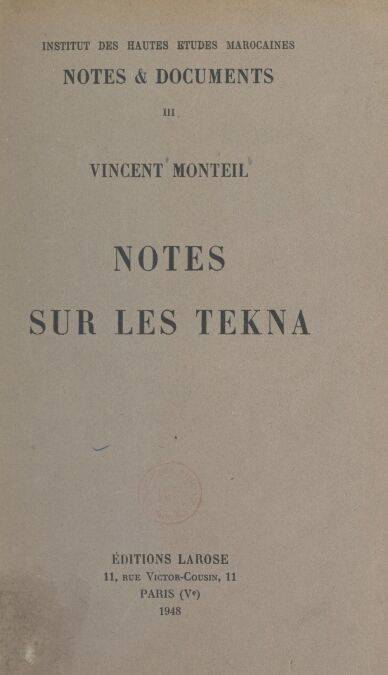 INSTITUT DES HAUTES ETUDES MAROCAINES
NOTES & DOCUMENTS
III
VINCENT MONTEIL
NOTES
SUR LES TEKNA
ÉDITIONS LAROSE
11, RUE VICTOR-COUSIN, 11
PARIS (Vᵉ)
1948